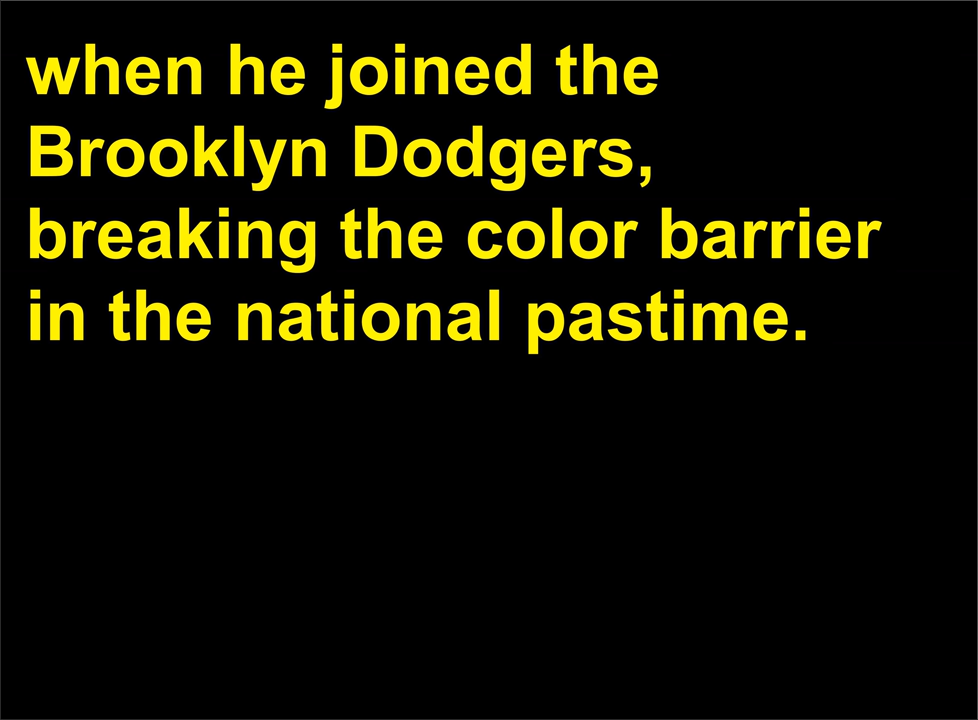 when he joined the
Brooklyn Dodgers,
breaking the color barrier
in the national pastime.